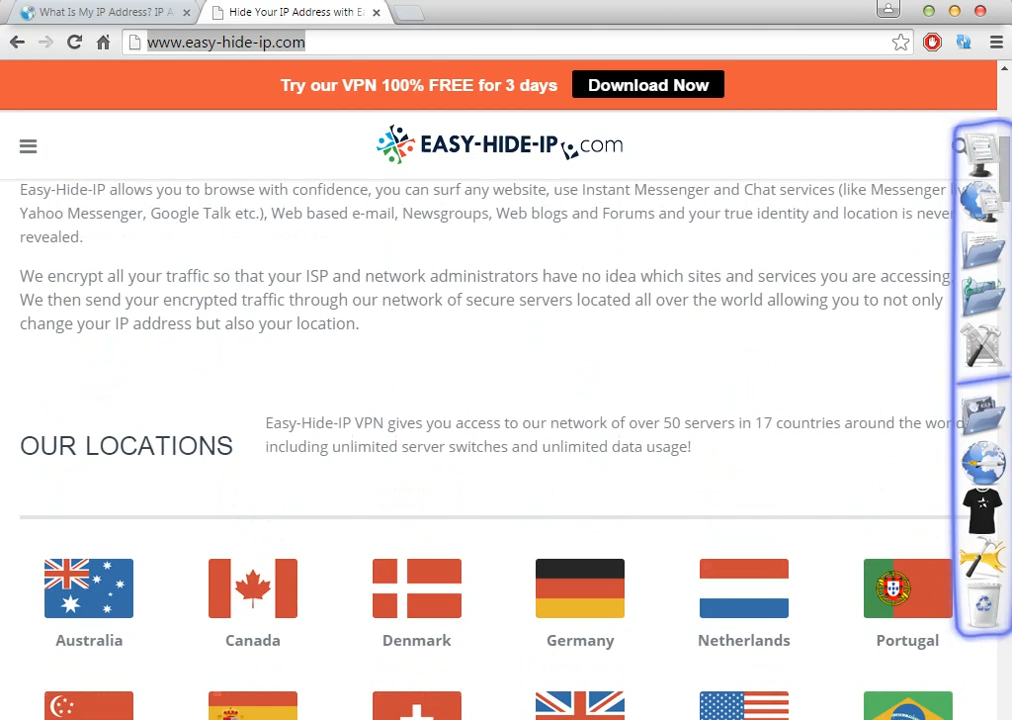 What Is My IP Address? IP A
Hide Your IP Address with Ea
www.easy-hide-ip.com
Try our VPN 100% FREE for 3 days
Download Now
EASY-HIDE-IP.com
Easy-Hide-IP allows you to browse with confidence, you can surf any website, use Instant Messenger and Chat services (like Messenger by
Yahoo Messenger, Google Talk etc.), Web based e-mail, Newsgroups, Web blogs and Forums and your true identity and location is never
revealed.
We encrypt all your traffic so that your ISP and network administrators have no idea which sites and services you are accessing.
We then send your encrypted traffic through our network of secure servers located all over the world allowing you to not only
change your IP address but also your location.
OUR LOCATIONS
Easy-Hide-IP VPN gives you access to our network of over 50 servers in 17 countries around the world
including unlimited server switches and unlimited data usage!
Australia
Canada
Denmark
Germany
Netherlands
Portugal